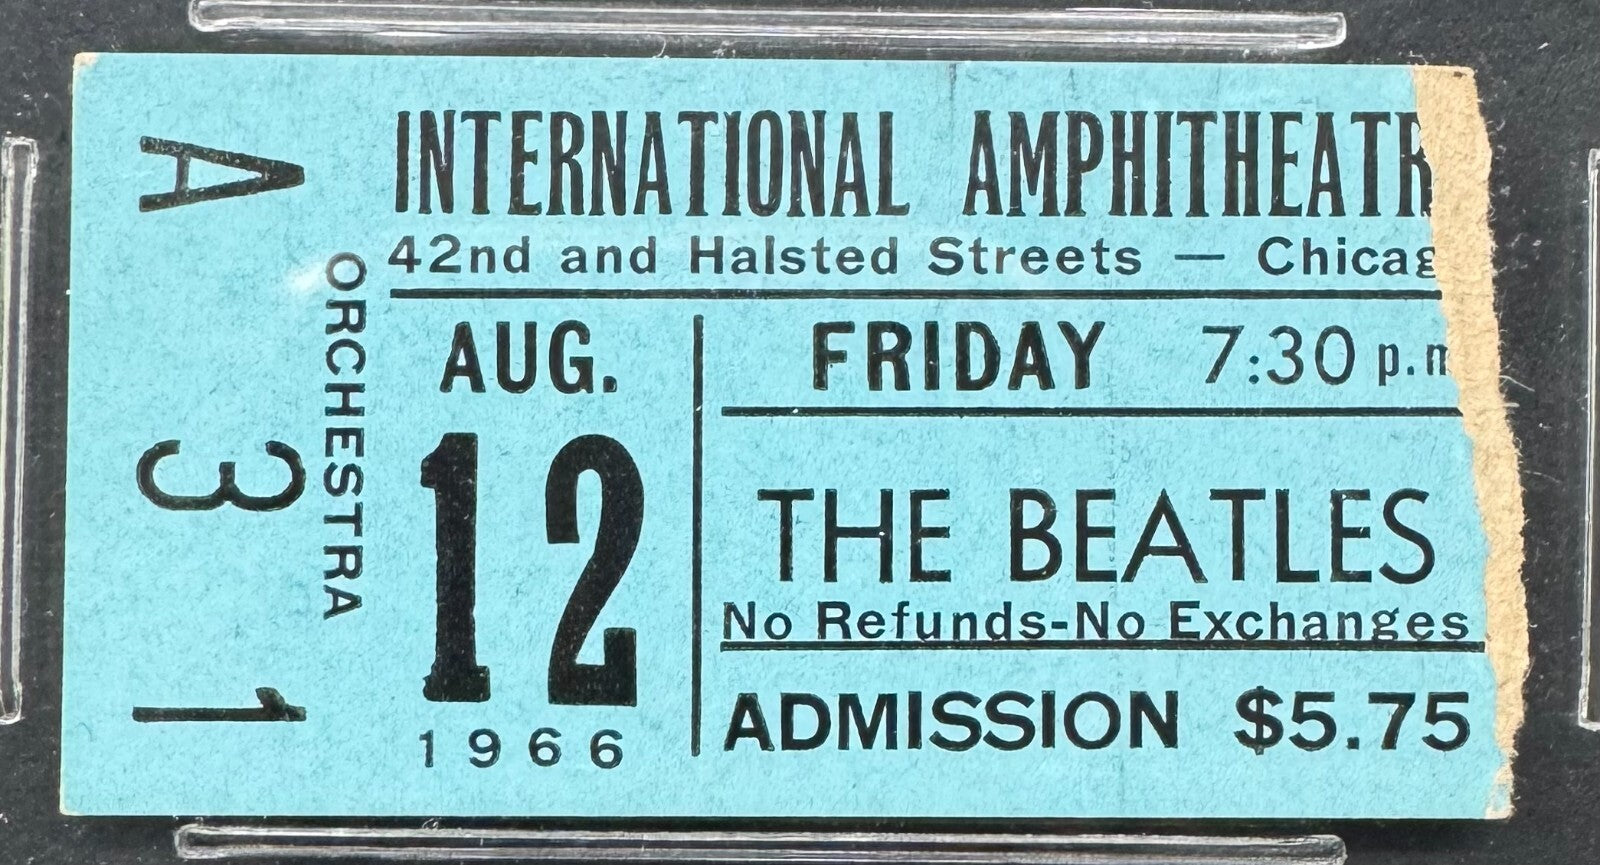 A 3 1
ORCHESTRA
INTERNATIONAL AMPHITHEATR
42nd and Halsted Streets — Chicag
AUG.
12
1966
FRIDAY 7:30 p.m
THE BEATLES
No Refunds-No Exchanges
ADMISSION $5.75